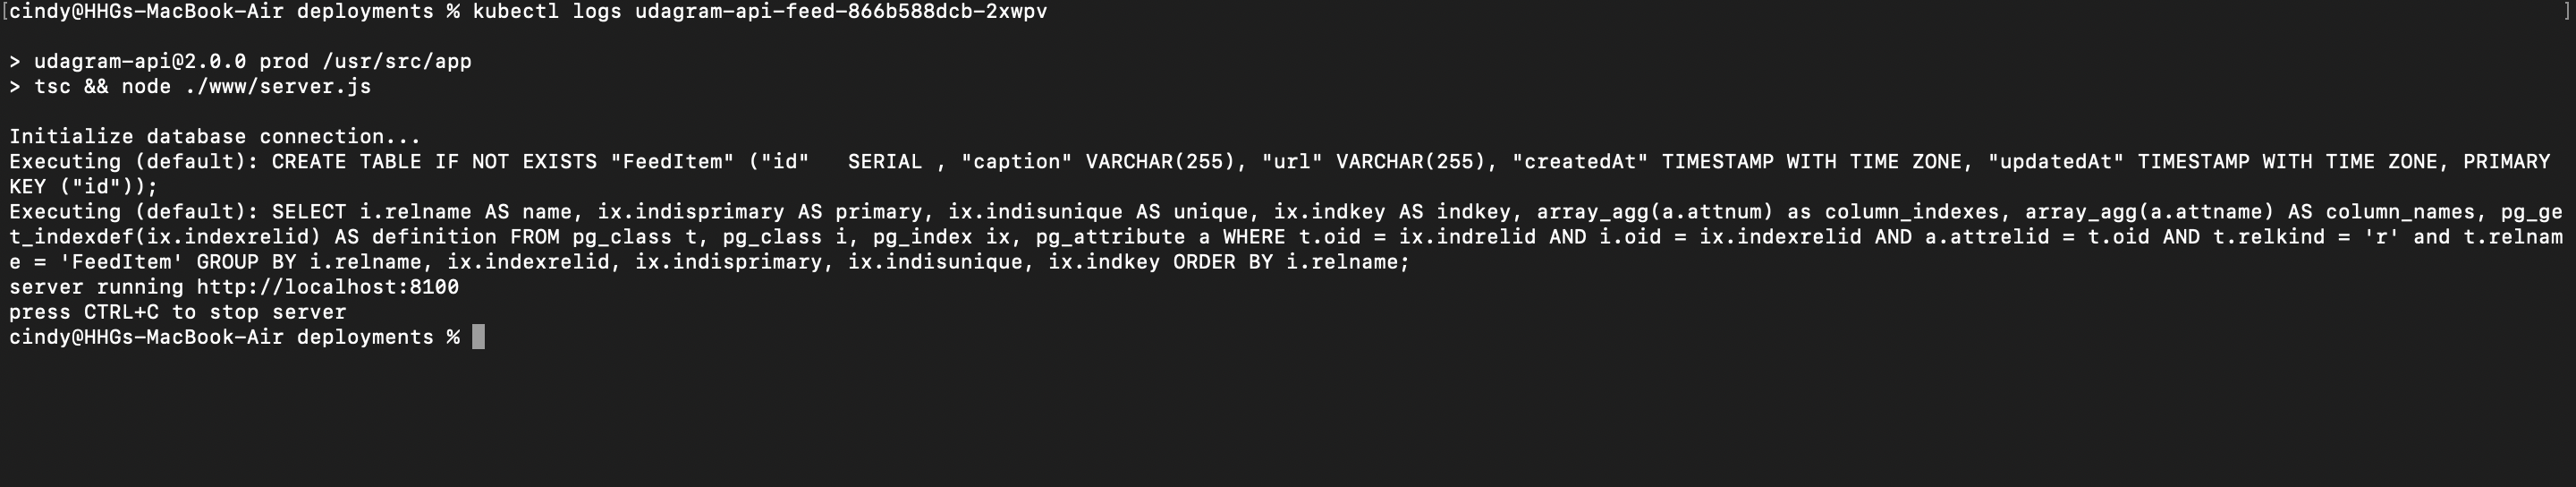 [cindy@HHGs-MacBook-Air deployments % kubectl logs udagram-api-feed-866b588dcb-2xwpv ]
> udagram-api@2.0.0 prod /usr/src/app
> tsc && node ./www/server.js
Initialize database connection...
Executing (default): CREATE TABLE IF NOT EXISTS "FeedItem" ("id"   SERIAL , "caption" VARCHAR(255), "url" VARCHAR(255), "createdAt" TIMESTAMP WITH TIME ZONE, "updatedAt" TIMESTAMP WITH TIME ZONE, PRIMARY
KEY ("id"));
Executing (default): SELECT i.relname AS name, ix.indisprimary AS primary, ix.indisunique AS unique, ix.indkey AS indkey, array_agg(a.attnum) as column_indexes, array_agg(a.attname) AS column_names, pg_ge
t_indexdef(ix.indexrelid) AS definition FROM pg_class t, pg_class i, pg_index ix, pg_attribute a WHERE t.oid = ix.indrelid AND i.oid = ix.indexrelid AND a.attrelid = t.oid AND t.relkind = 'r' and t.relnam
e = 'FeedItem' GROUP BY i.relname, ix.indexrelid, ix.indisprimary, ix.indisunique, ix.indkey ORDER BY i.relname;
server running http://localhost:8100
press CTRL+C to stop server
cindy@HHGs-MacBook-Air deployments %